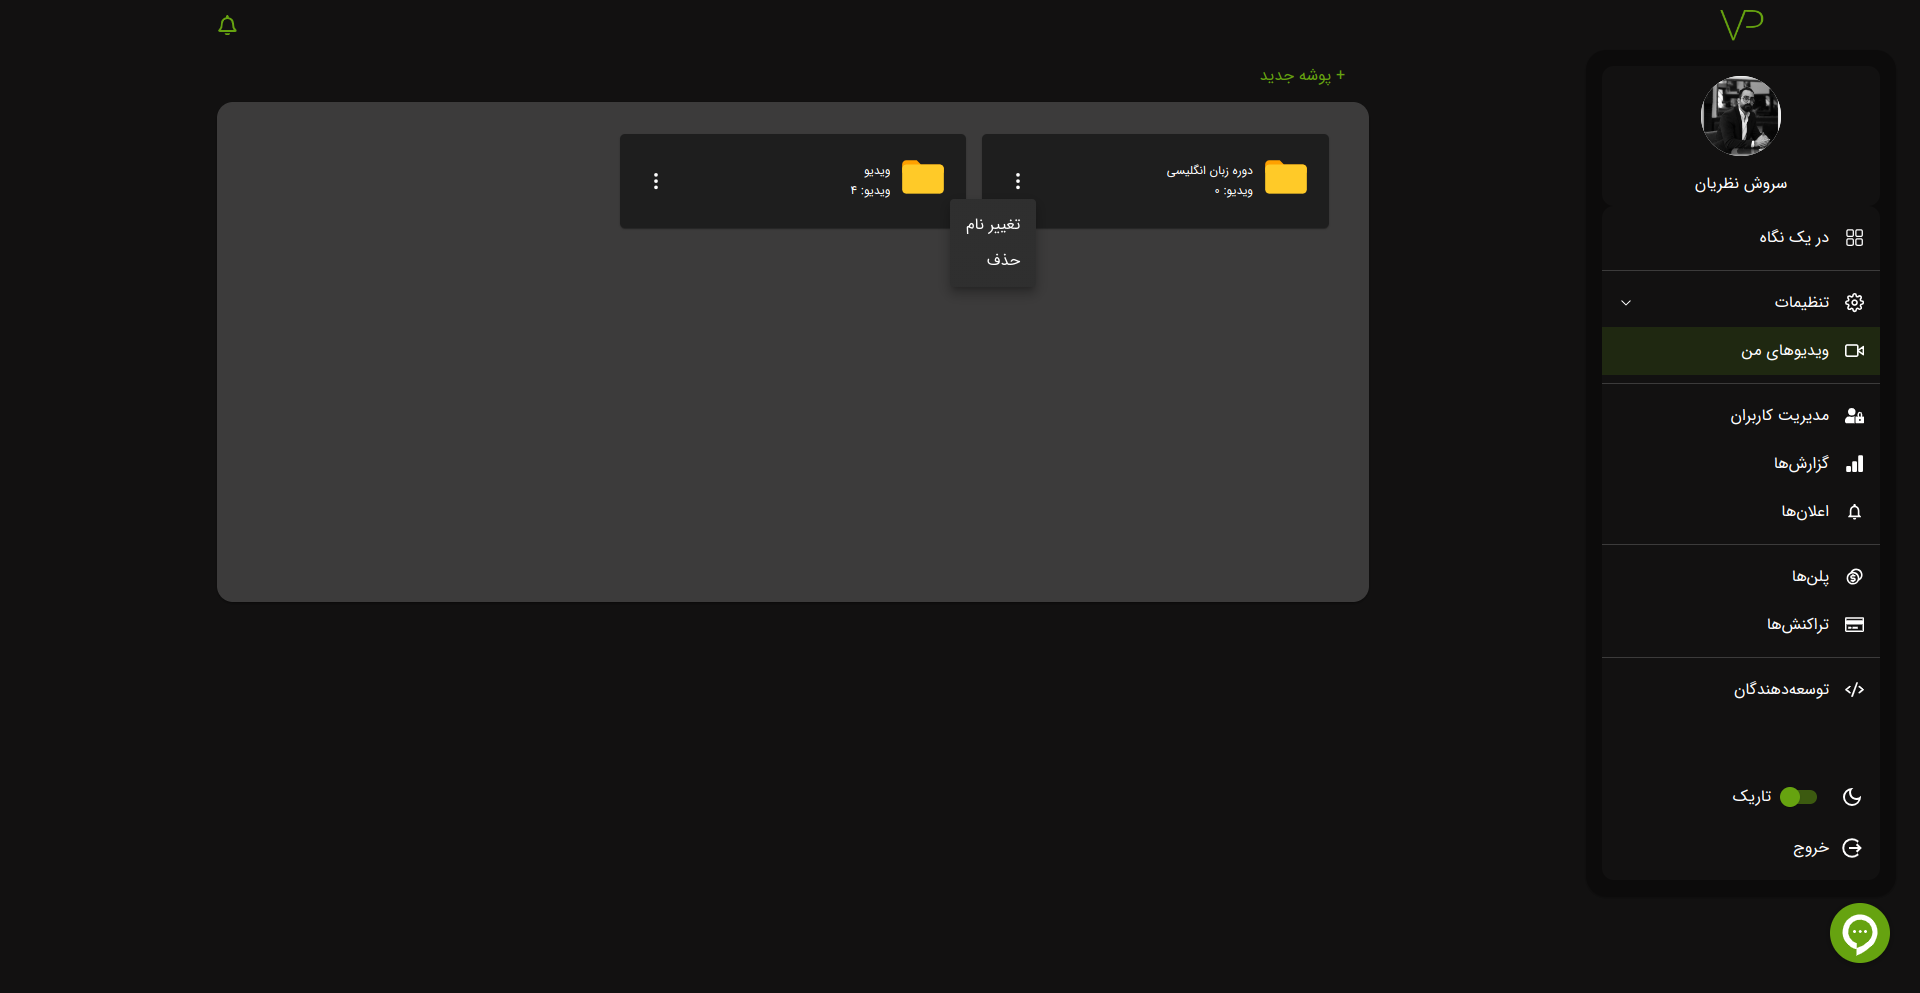 VP
سروش نظریان
در یک نگاه
تنظیمات
ویدیوهای من
مدیریت کاربران
گزارش‌ها
اعلان‌ها
پلن‌ها
تراکنش‌ها
توسعه‌دهندگان
تاریک
خروج
+ پوشه جدید
دوره زبان انگلیسی
ویدیو: ۰
ویدیو
ویدیو: ۴
تغییر نام
حذف